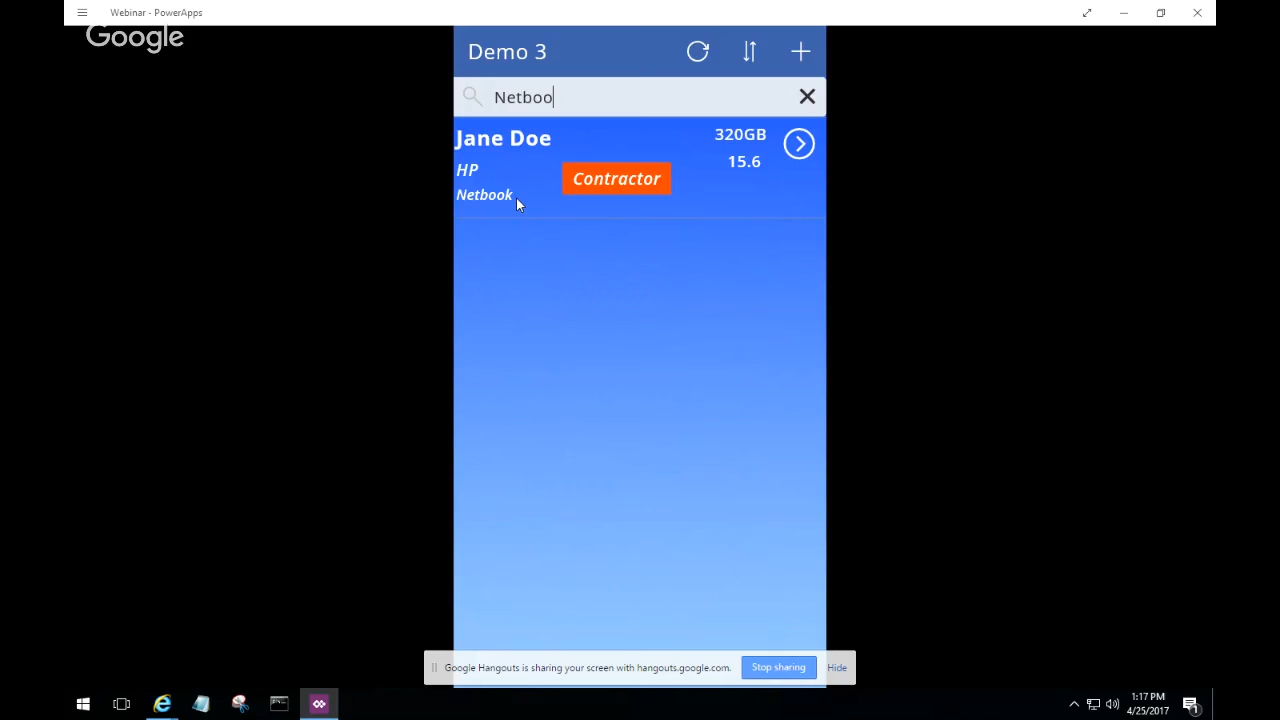 Webinar - PowerApps
Google
Demo 3
Netboo
Jane Doe
320GB
15.6
HP
Contractor
Netbook
Google Hangouts is sharing your screen with hangouts.google.com.
Stop sharing
Hide
1:17 PM
4/25/2017
1